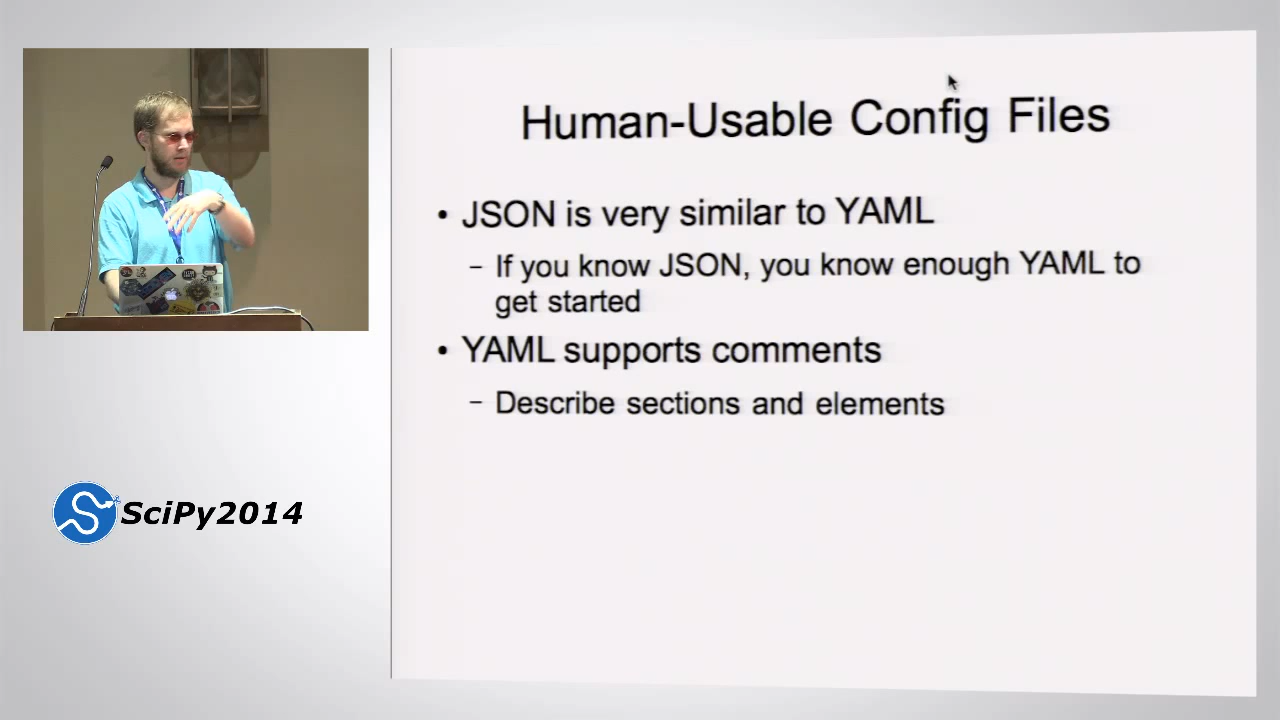 Human-Usable Config Files
• JSON is very similar to YAML
– If you know JSON, you know enough YAML to
get started
• YAML supports comments
– Describe sections and elements
SciPy2014